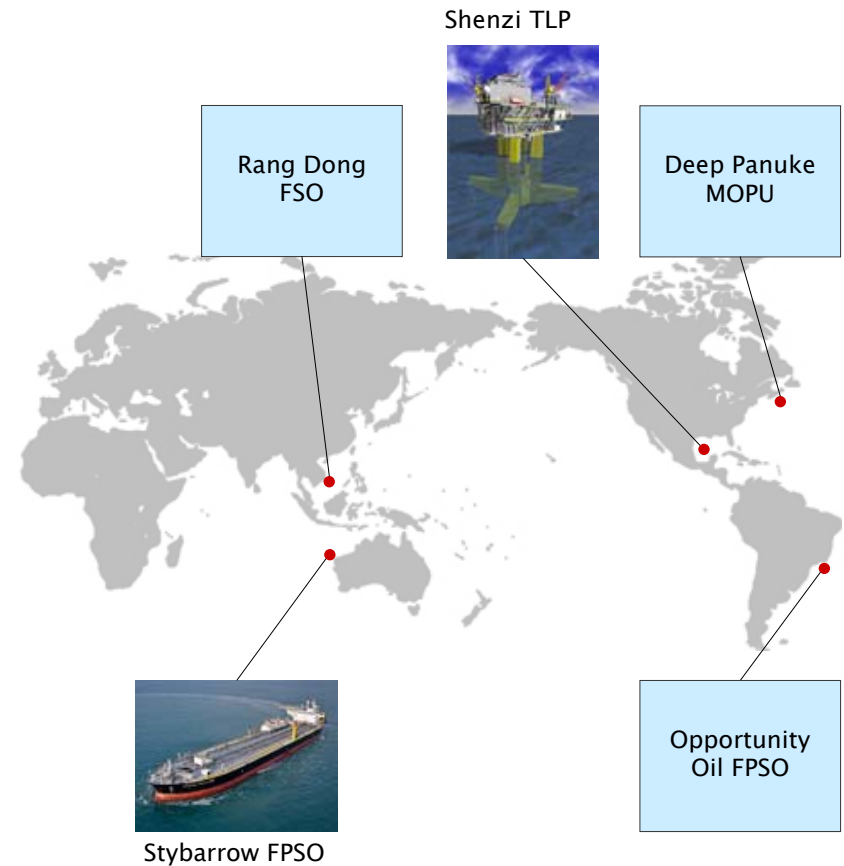 Shenzi TLP
Rang Dong
FSO
Deep Panuke
MOPU
Opportunity
Oil FPSO
Stybarrow FPSO